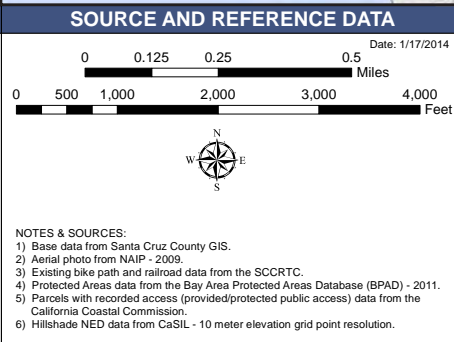 SOURCE AND REFERENCE DATA
Date: 1/17/2014
0 0.125 0.25 0.5
Miles
0 500 1,000 2,000 3,000 4,000
Feet
N
W E
S
NOTES & SOURCES:
1) Base data from Santa Cruz County GIS.
2) Aerial photo from NAIP - 2009.
3) Existing bike path and railroad data from the SCCRTC.
4) Protected Areas data from the Bay Area Protected Areas Database (BPAD) - 2011.
5) Parcels with recorded access (provided/protected public access) data from the
California Coastal Commission.
6) Hillshade NED data from CaSIL - 10 meter elevation grid point resolution.